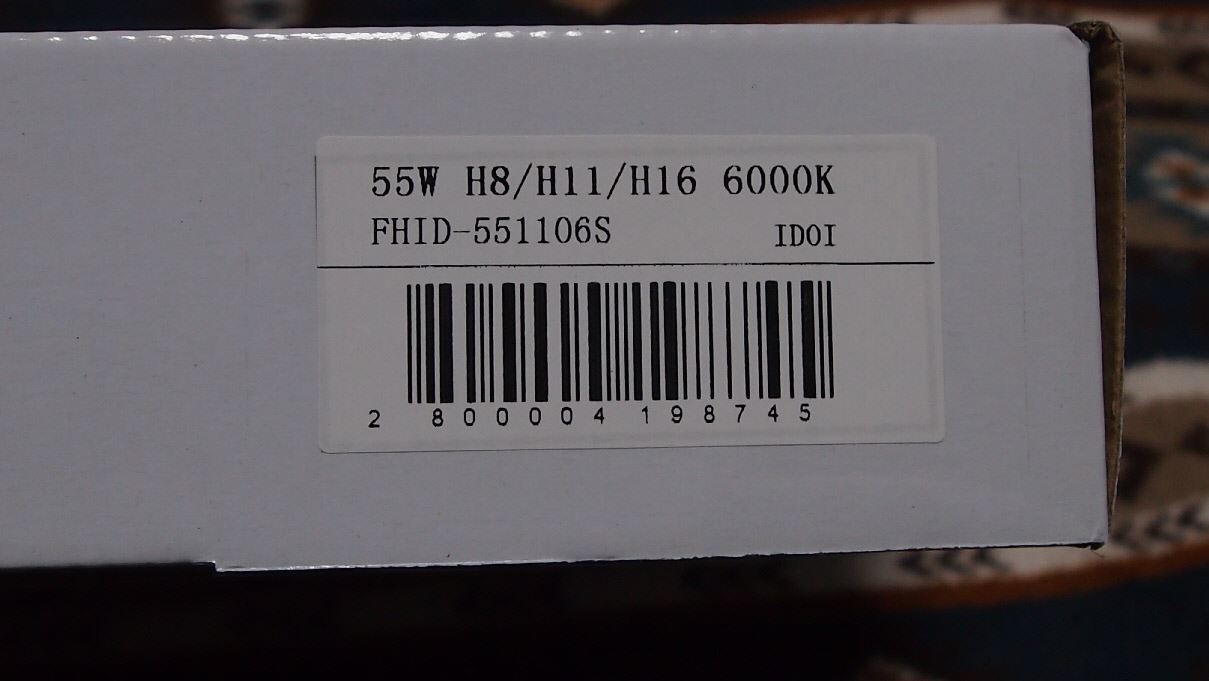 55W H8/H11/H16 6000K
FHID-551106S IDOI
2 800004 198745